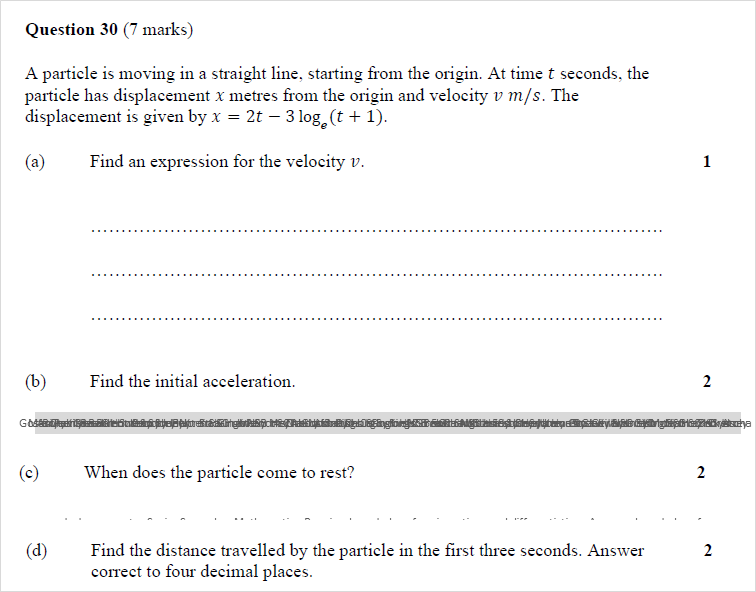 Question 30 (7 marks)
A particle is moving in a straight line, starting from the origin. At time t seconds, the
particle has displacement x metres from the origin and velocity v m/s. The
displacement is given by x = 2t − 3 logₑ(t + 1).
(a) Find an expression for the velocity v. 1
(b) Find the initial acceleration. 2
(c) When does the particle come to rest? 2
(d) Find the distance travelled by the particle in the first three seconds. Answer 2
correct to four decimal places.